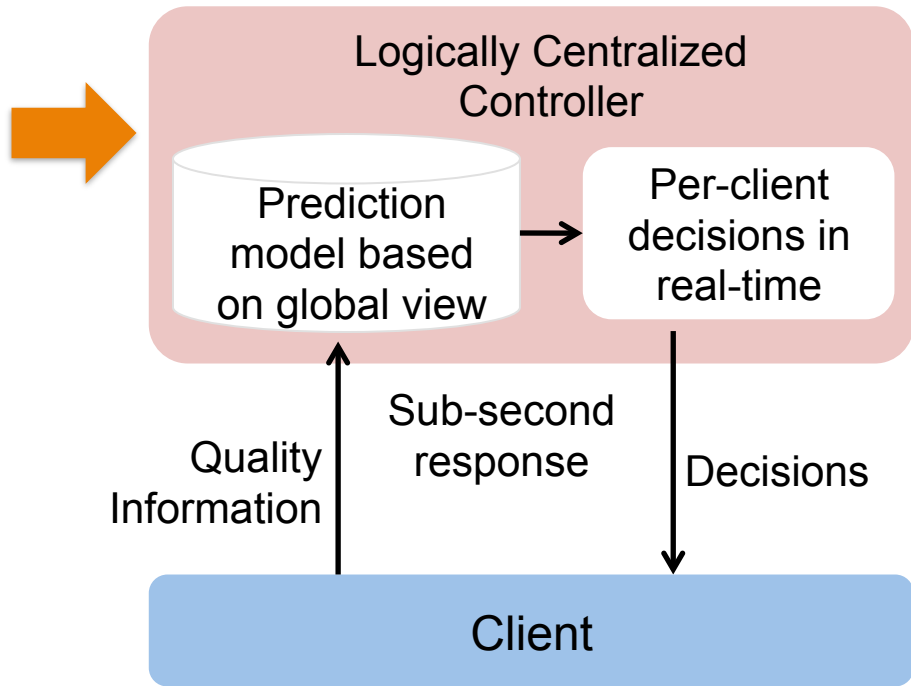 Logically Centralized
Controller
Prediction
model based
on global view
Per-client
decisions in
real-time
Quality
Information
Sub-second
response
Decisions
Client